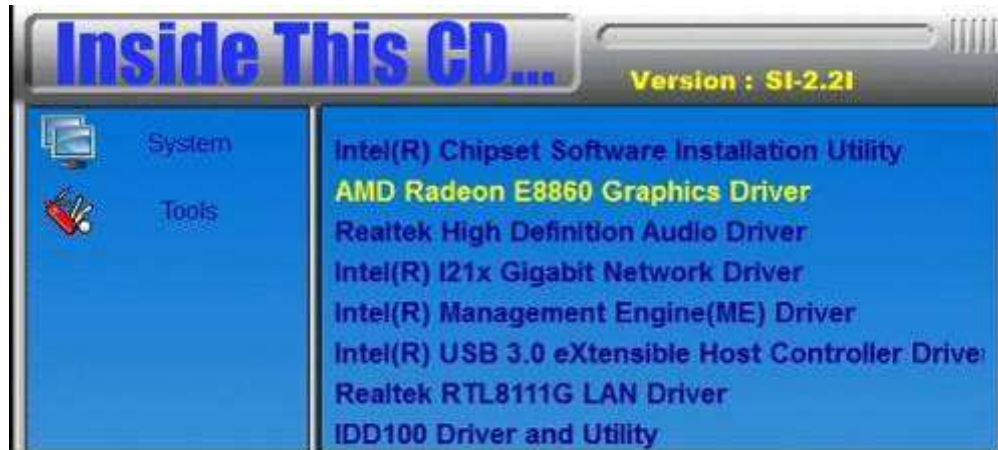 Inside This CD...
Version : SI-2.2I
System
Tools
Intel(R) Chipset Software Installation Utility
AMD Radeon E8860 Graphics Driver
Realtek High Definition Audio Driver
Intel(R) I21x Gigabit Network Driver
Intel(R) Management Engine(ME) Driver
Intel(R) USB 3.0 eXtensible Host Controller Drive
Realtek RTL8111G LAN Driver
IDD100 Driver and Utility